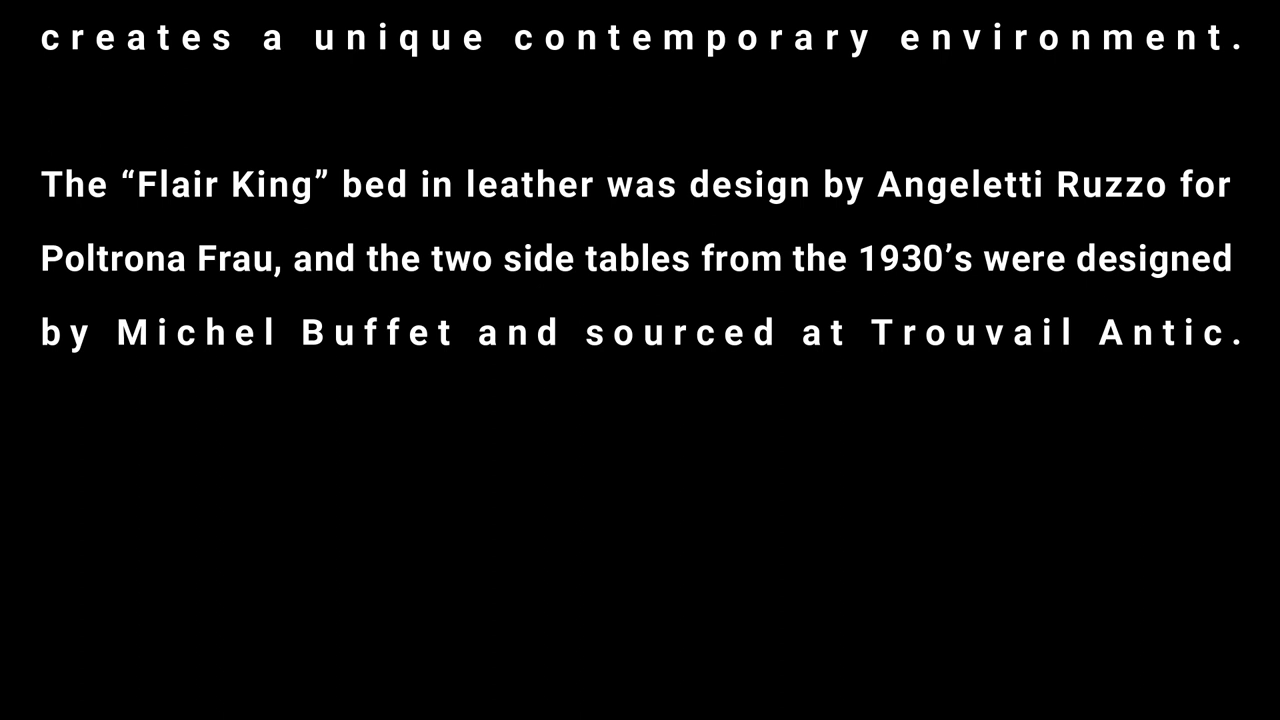 creates a unique contemporary environment.
The “Flair King” bed in leather was design by Angeletti Ruzzo for
Poltrona Frau, and the two side tables from the 1930’s were designed
by Michel Buffet and sourced at Trouvail Antic.